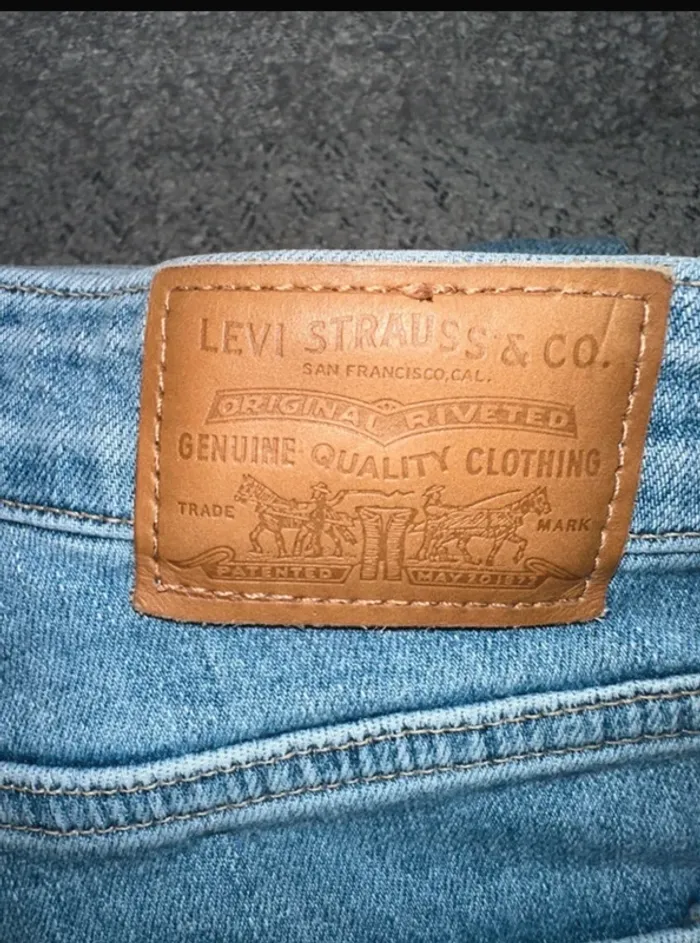 LEVI STRAUSS & CO.
SAN FRANCISCO, CAL.
ORIGINAL RIVETED
GENUINE QUALITY CLOTHING
TRADE MARK
PATENTED MAY 20 1873